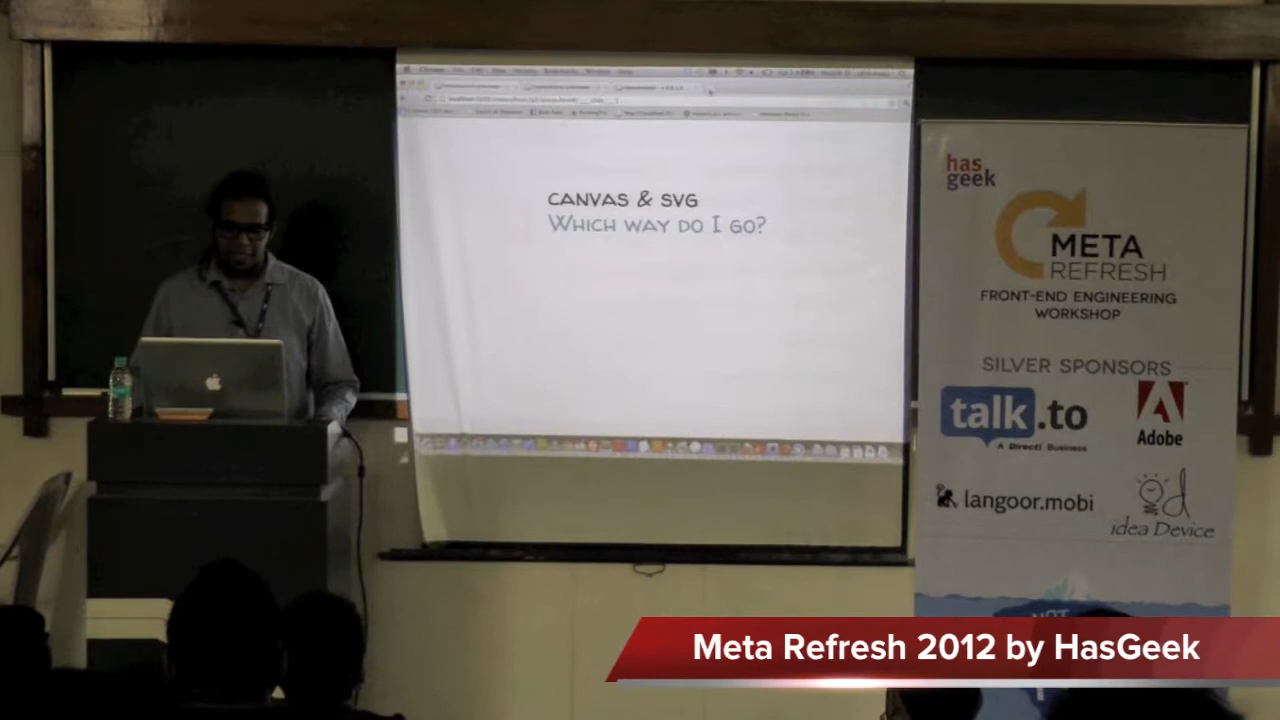 CANVAS & SVG
WHICH WAY DO I GO?
has
geek
META
REFRESH
FRONT-END ENGINEERING
WORKSHOP
SILVER SPONSORS
talk.to
A Directi Business
Adobe
langoor.mobi
idea Device
NOT
Meta Refresh 2012 by HasGeek